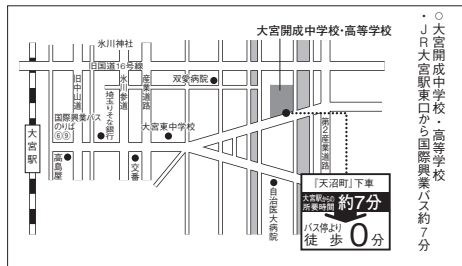 ○大宮開成中学校・高等学校
・JR大宮駅東口から国際興業バス約7分
大宮開成中学校・高等学校
氷川神社
旧国道16号線
旧中山道
氷川参道
産業道路
双愛病院
国際興業バス
のりば
⑥⑨
埼玉りそな銀行
大宮東中学校
第2産業道路
大宮駅
高島屋
交番
自治医大病院
『天沼町』下車
大宮駅からの
所要時間
約7分
バス停より
徒歩0分